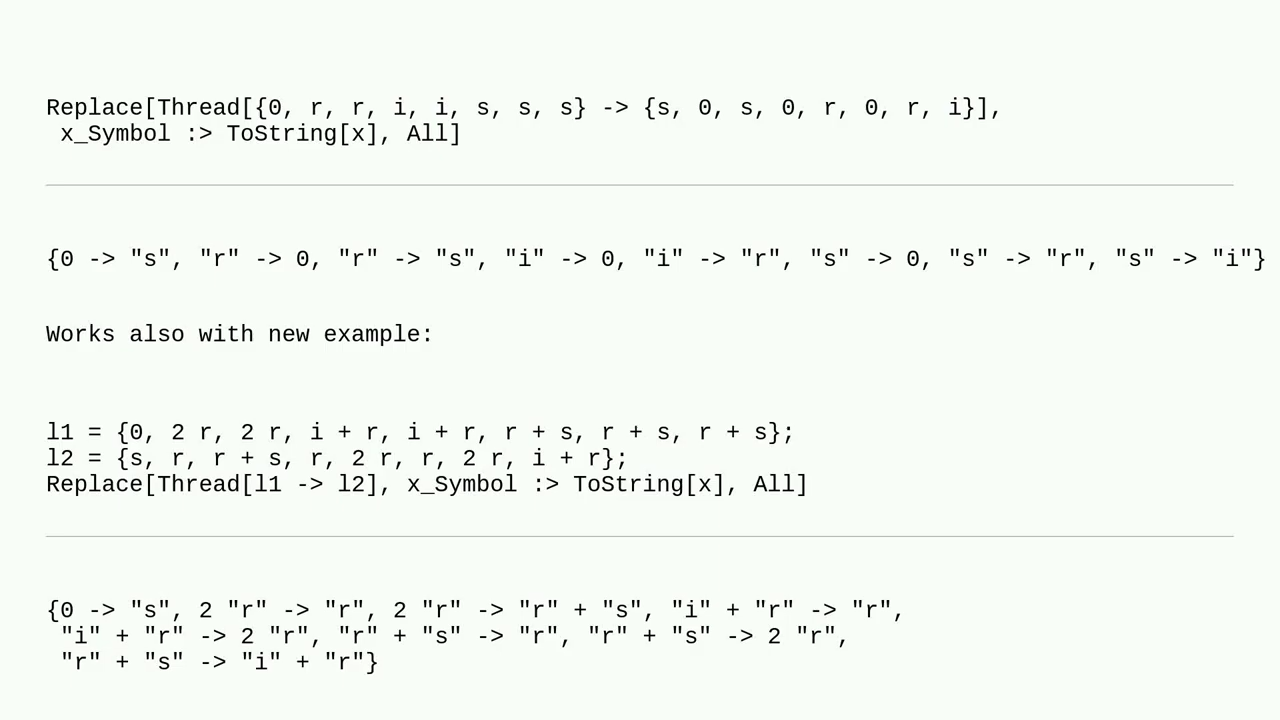 Replace[Thread[{0, r, r, i, i, s, s, s} -> {s, 0, s, 0, r, 0, r, i}],
 x_Symbol :> ToString[x], All]
{0 -> "s", "r" -> 0, "r" -> "s", "i" -> 0, "i" -> "r", "s" -> 0, "s" -> "r", "s" -> "i"}
Works also with new example:
l1 = {0, 2 r, 2 r, i + r, i + r, r + s, r + s, r + s};
l2 = {s, r, r + s, r, 2 r, r, 2 r, i + r};
Replace[Thread[l1 -> l2], x_Symbol :> ToString[x], All]
{0 -> "s", 2 "r" -> "r", 2 "r" -> "r" + "s", "i" + "r" -> "r",
 "i" + "r" -> 2 "r", "r" + "s" -> "r", "r" + "s" -> 2 "r",
 "r" + "s" -> "i" + "r"}